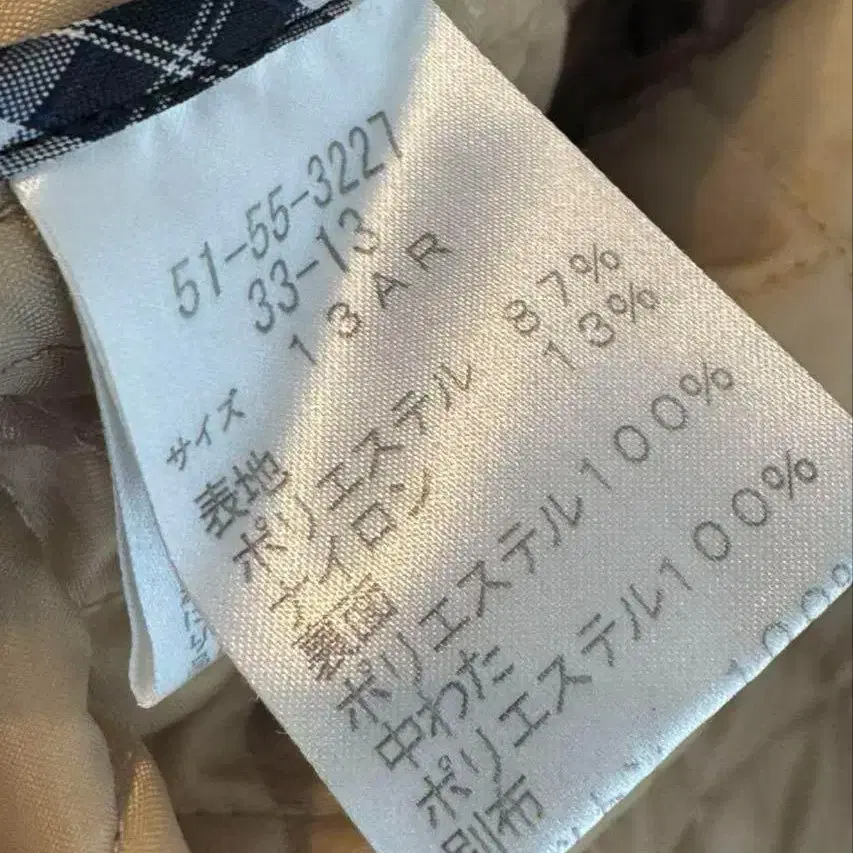 51-55-3227
33-13
サイズ 13AR
表地
ポリエステル 87%
ナイロン 13%
裏面
ポリエステル100%
中わた
ポリエステル100%
別布
100%